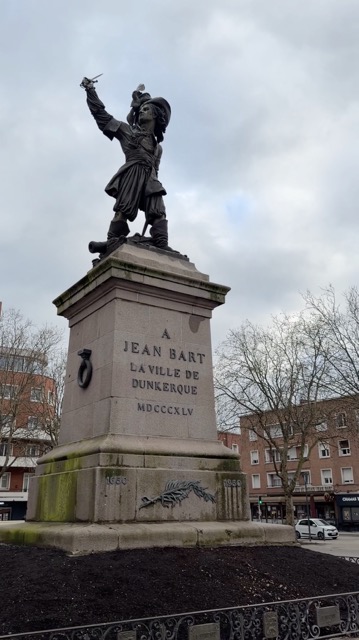 A
JEAN BART
LA VILLE DE
DUNKERQUE
MDCCCXLV